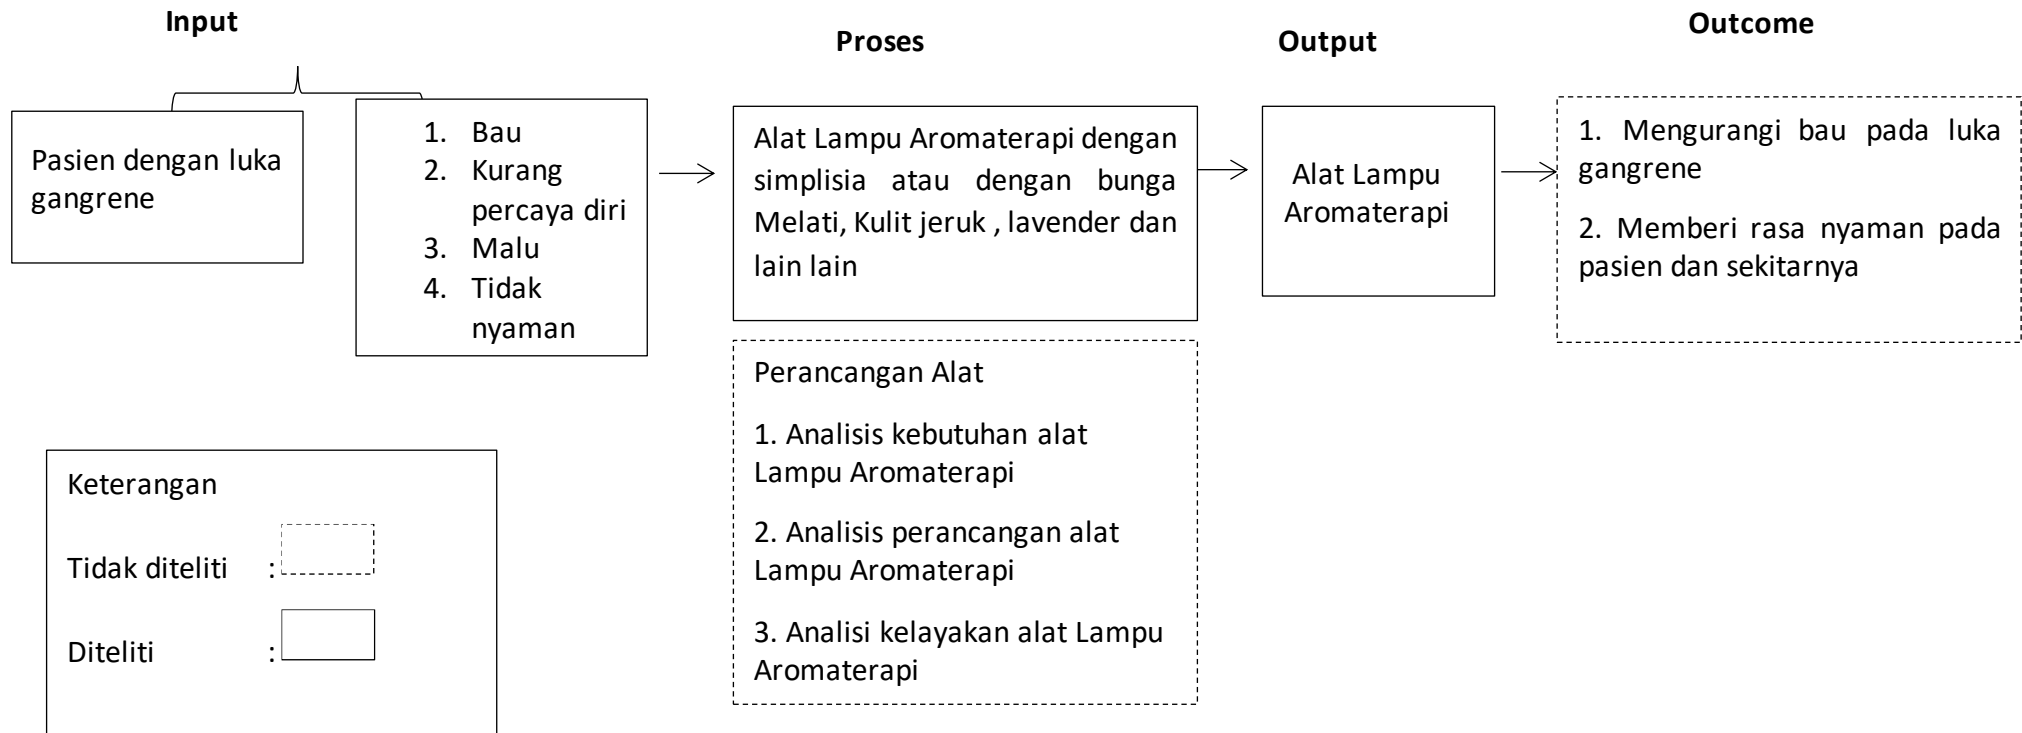 Input
Proses
Output
Outcome
Pasien dengan luka
gangrene
1. Bau
2. Kurang
percaya diri
3. Malu
4. Tidak
nyaman
Alat Lampu Aromaterapi dengan
simplisia atau dengan bunga
Melati, Kulit jeruk , lavender dan
lain lain
Alat Lampu
Aromaterapi
1. Mengurangi bau pada luka
gangrene
2. Memberi rasa nyaman pada
pasien dan sekitarnya
Perancangan Alat
1. Analisis kebutuhan alat
Lampu Aromaterapi
2. Analisis perancangan alat
Lampu Aromaterapi
3. Analisi kelayakan alat Lampu
Aromaterapi
Keterangan
Tidak diteliti :
Diteliti :